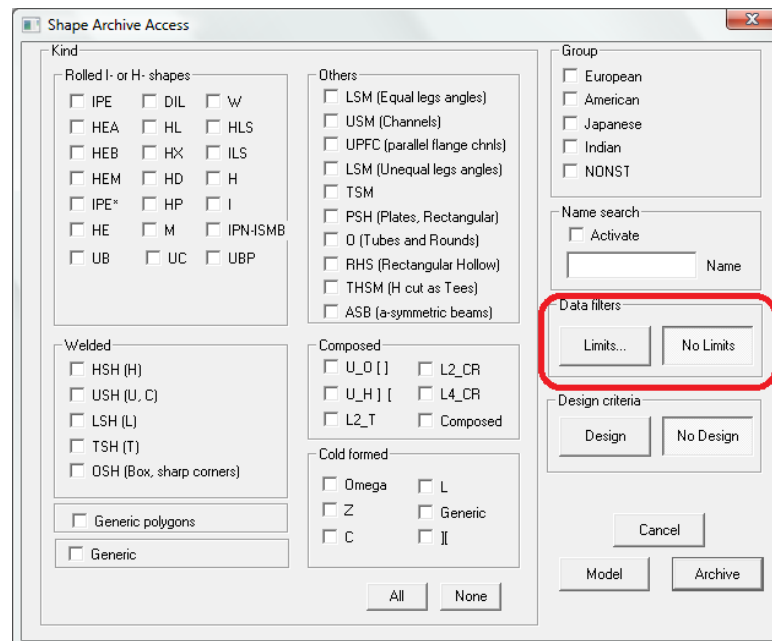 Shape Archive Access
Kind
Rolled I- or H- shapes
IPE DIL W
HEA HL HLS
HEB HX ILS
HEM HD H
IPE* HP I
HE M IPN-ISMB
UB UC UBP
Others
LSM (Equal legs angles)
USM (Channels)
UPFC (parallel flange chnls)
LSM (Unequal legs angles)
TSM
PSH (Plates, Rectangular)
O (Tubes and Rounds)
RHS (Rectangular Hollow)
THSM (H cut as Tees)
ASB (a-symmetric beams)
Welded
HSH (H)
USH (U, C)
LSH (L)
TSH (T)
OSH (Box, sharp corners)
Generic polygons
Generic
Composed
U_O [ ] L2_CR
U_H ] [ L4_CR
L2_T Composed
Cold formed
Omega L
Z Generic
C ][
All None
Group
European
American
Japanese
Indian
NONST
Name search
Activate
Name
Data filters
Limits... No Limits
Design criteria
Design No Design
Cancel
Model Archive